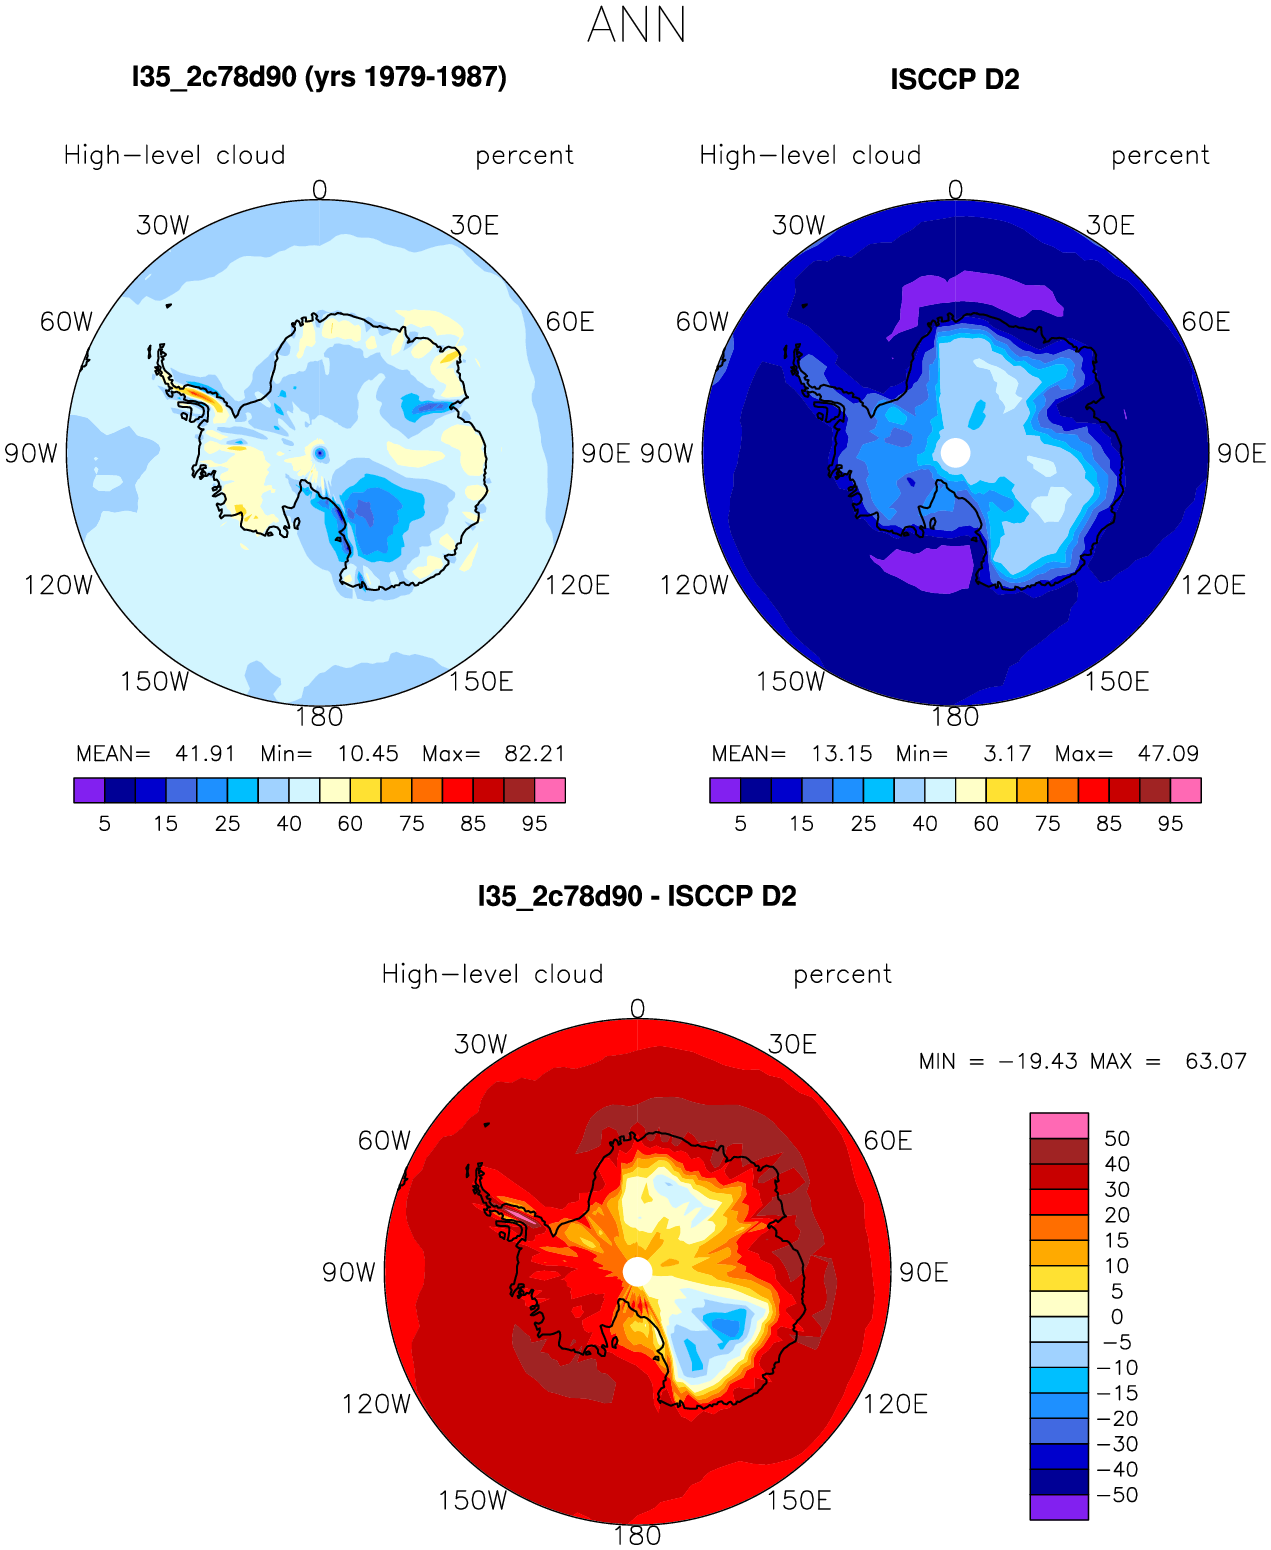 ANN
I35_2c78d90 (yrs 1979-1987)
High-level cloud percent
0
30W 30E
60W 60E
90W 90E
120W 120E
150W 150E
180
MEAN= 41.91 Min= 10.45 Max= 82.21
5 15 25 40 60 75 85 95
ISCCP D2
High-level cloud percent
0
30W 30E
60W 60E
90W 90E
120W 120E
150W 150E
180
MEAN= 13.15 Min= 3.17 Max= 47.09
5 15 25 40 60 75 85 95
I35_2c78d90 - ISCCP D2
High-level cloud percent
0
30W 30E
60W 60E
90W 90E
120W 120E
150W 150E
180
MIN = -19.43 MAX = 63.07
50
40
30
20
15
10
5
0
-5
-10
-15
-20
-30
-40
-50